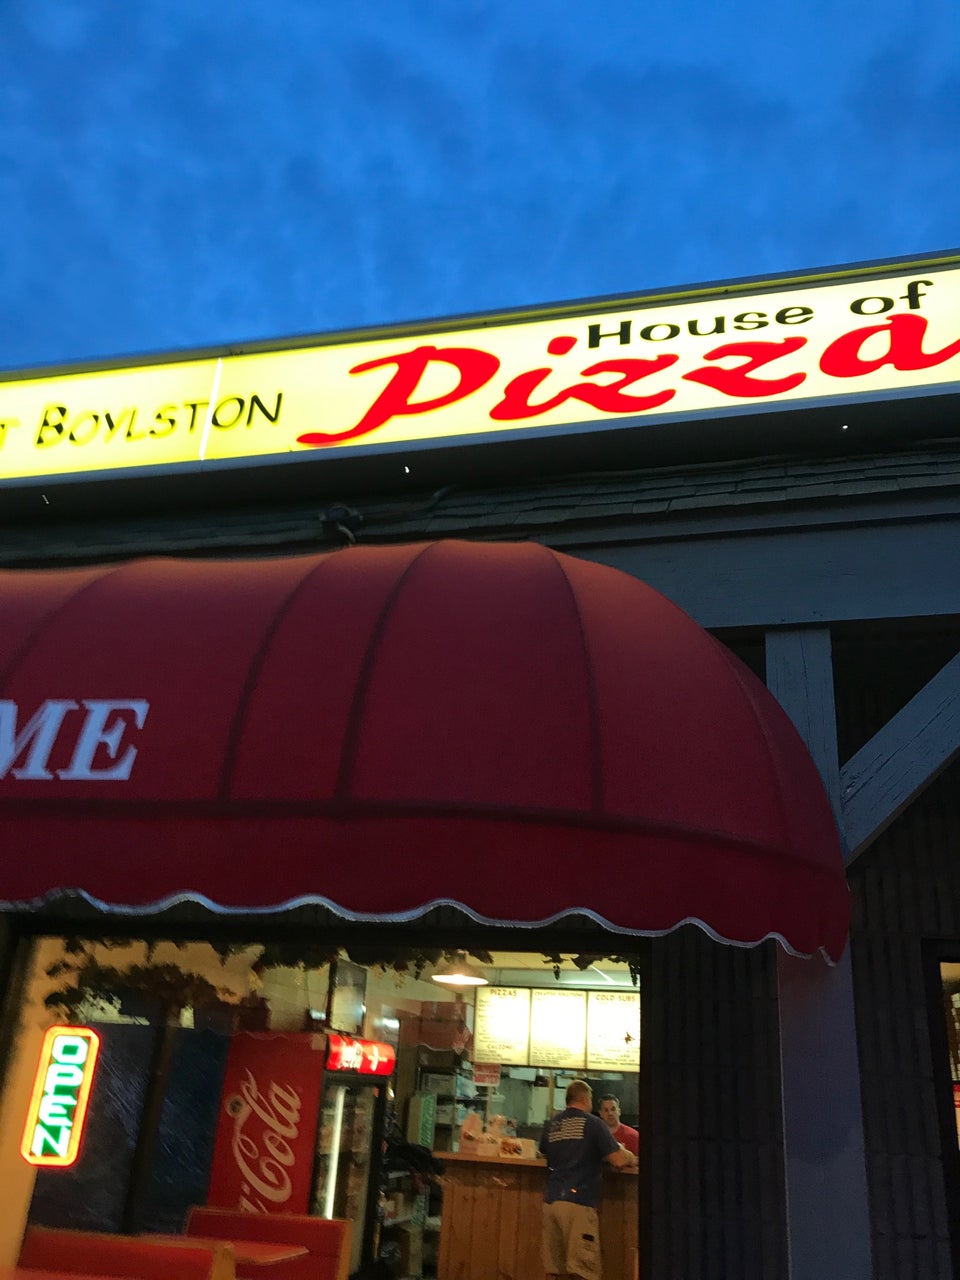 BOYLSTON
House of
Pizza
ME
OPEN
PIZZAS
COLD SUBS
Coca-Cola